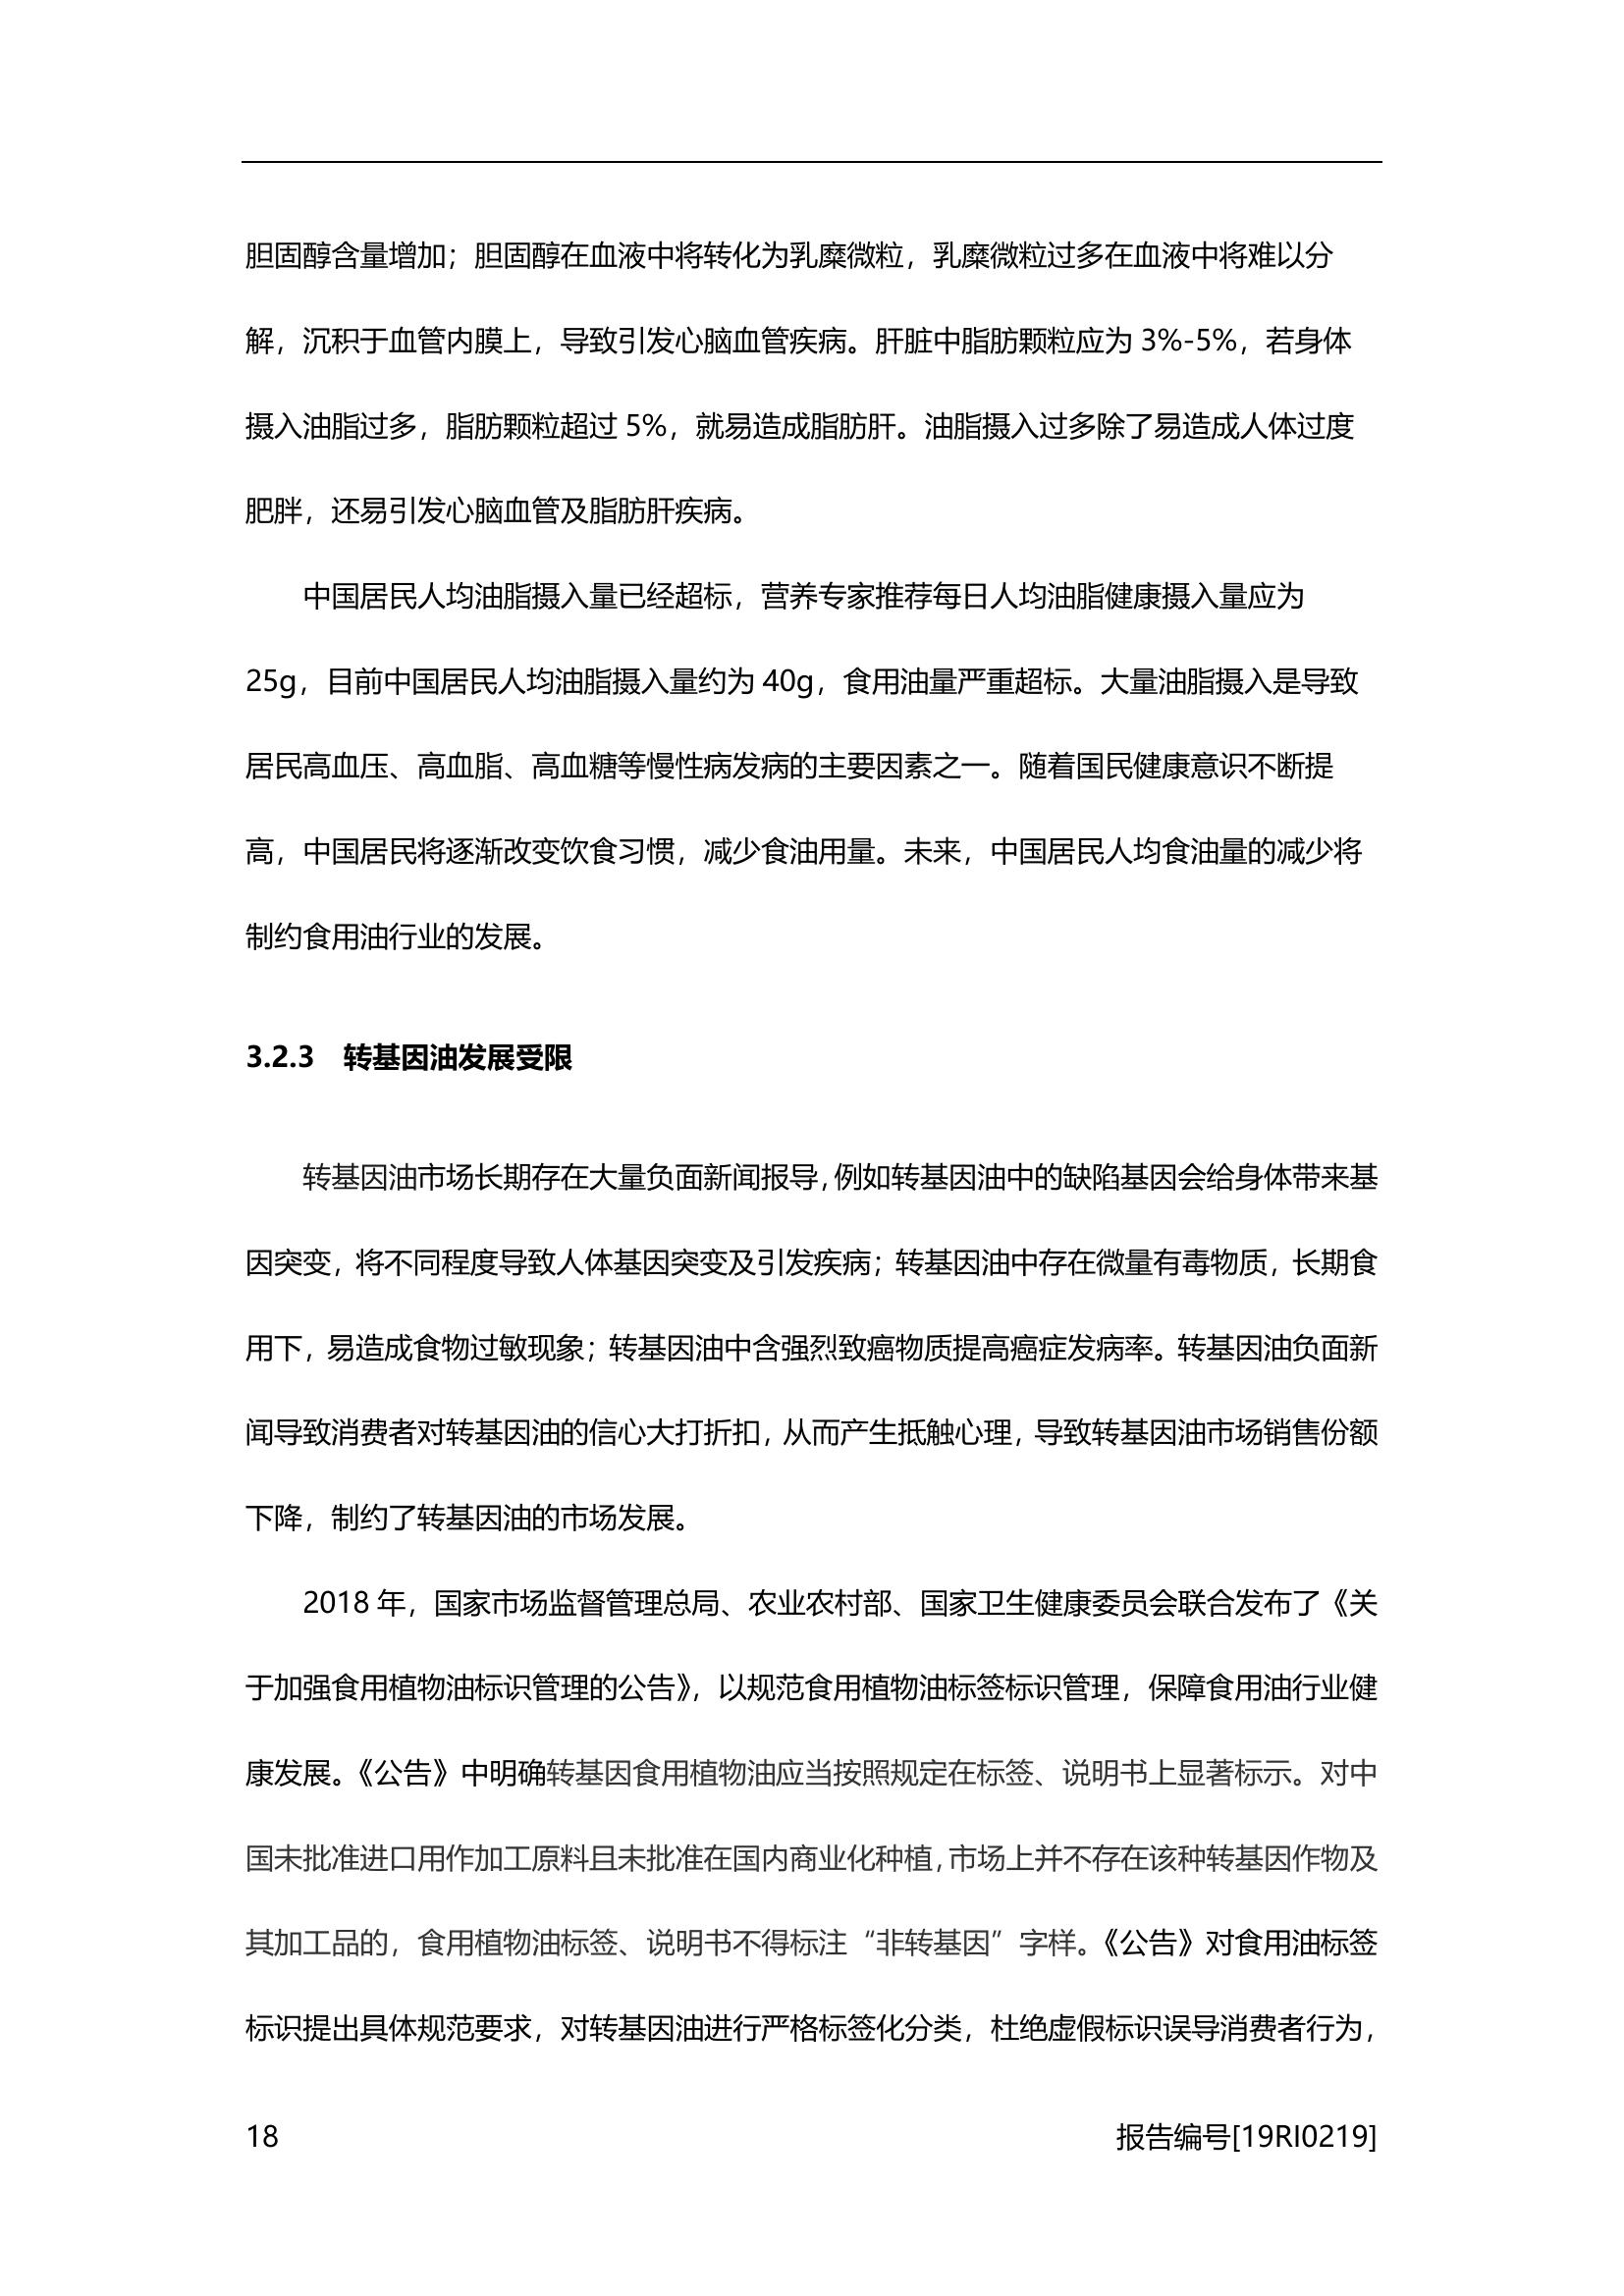 胆固醇含量增加；胆固醇在血液中将转化为乳糜微粒，乳糜微粒过多在血液中将难以分
解，沉积于血管内膜上，导致引发心脑血管疾病。肝脏中脂肪颗粒应为 3%-5%，若身体
摄入油脂过多，脂肪颗粒超过 5%，就易造成脂肪肝。油脂摄入过多除了易造成人体过度
肥胖，还易引发心脑血管及脂肪肝疾病。
中国居民人均油脂摄入量已经超标，营养专家推荐每日人均油脂健康摄入量应为
25g，目前中国居民人均油脂摄入量约为 40g，食用油量严重超标。大量油脂摄入是导致
居民高血压、高血脂、高血糖等慢性病发病的主要因素之一。随着国民健康意识不断提
高，中国居民将逐渐改变饮食习惯，减少食油用量。未来，中国居民人均食油量的减少将
制约食用油行业的发展。
3.2.3 转基因油发展受限
转基因油市场长期存在大量负面新闻报导，例如转基因油中的缺陷基因会给身体带来基
因突变，将不同程度导致人体基因突变及引发疾病；转基因油中存在微量有毒物质，长期食
用下，易造成食物过敏现象；转基因油中含强烈致癌物质提高癌症发病率。转基因油负面新
闻导致消费者对转基因油的信心大打折扣，从而产生抵触心理，导致转基因油市场销售份额
下降，制约了转基因油的市场发展。
2018 年，国家市场监督管理总局、农业农村部、国家卫生健康委员会联合发布了《关
于加强食用植物油标识管理的公告》，以规范食用植物油标签标识管理，保障食用油行业健
康发展。《公告》中明确转基因食用植物油应当按照规定在标签、说明书上显著标示。对中
国未批准进口用作加工原料且未批准在国内商业化种植，市场上并不存在该种转基因作物及
其加工品的，食用植物油标签、说明书不得标注“非转基因”字样。《公告》对食用油标签
标识提出具体规范要求，对转基因油进行严格标签化分类，杜绝虚假标识误导消费者行为，
18 报告编号[19RI0219]